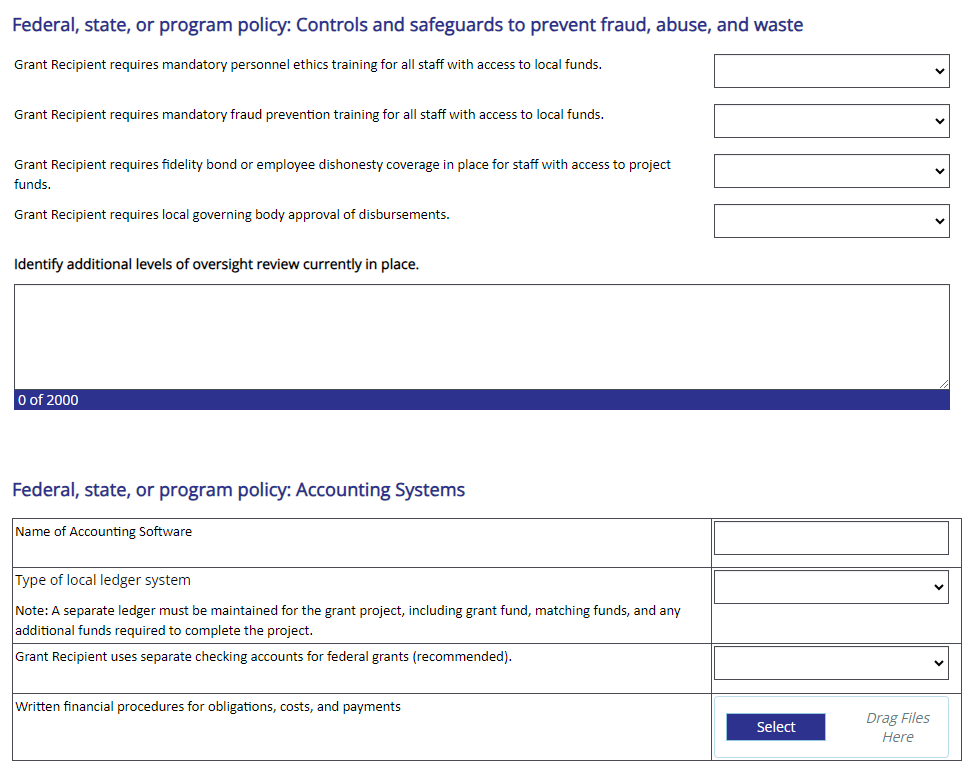 Federal, state, or program policy: Controls and safeguards to prevent fraud, abuse, and waste
Grant Recipient requires mandatory personnel ethics training for all staff with access to local funds.
Grant Recipient requires mandatory fraud prevention training for all staff with access to local funds.
Grant Recipient requires fidelity bond or employee dishonesty coverage in place for staff with access to project
funds.
Grant Recipient requires local governing body approval of disbursements.
Identify additional levels of oversight review currently in place.
0 of 2000
Federal, state, or program policy: Accounting Systems
Name of Accounting Software
Type of local ledger system
Note: A separate ledger must be maintained for the grant project, including grant fund, matching funds, and any
additional funds required to complete the project.
Grant Recipient uses separate checking accounts for federal grants (recommended).
Written financial procedures for obligations, costs, and payments
Select
Drag Files
Here